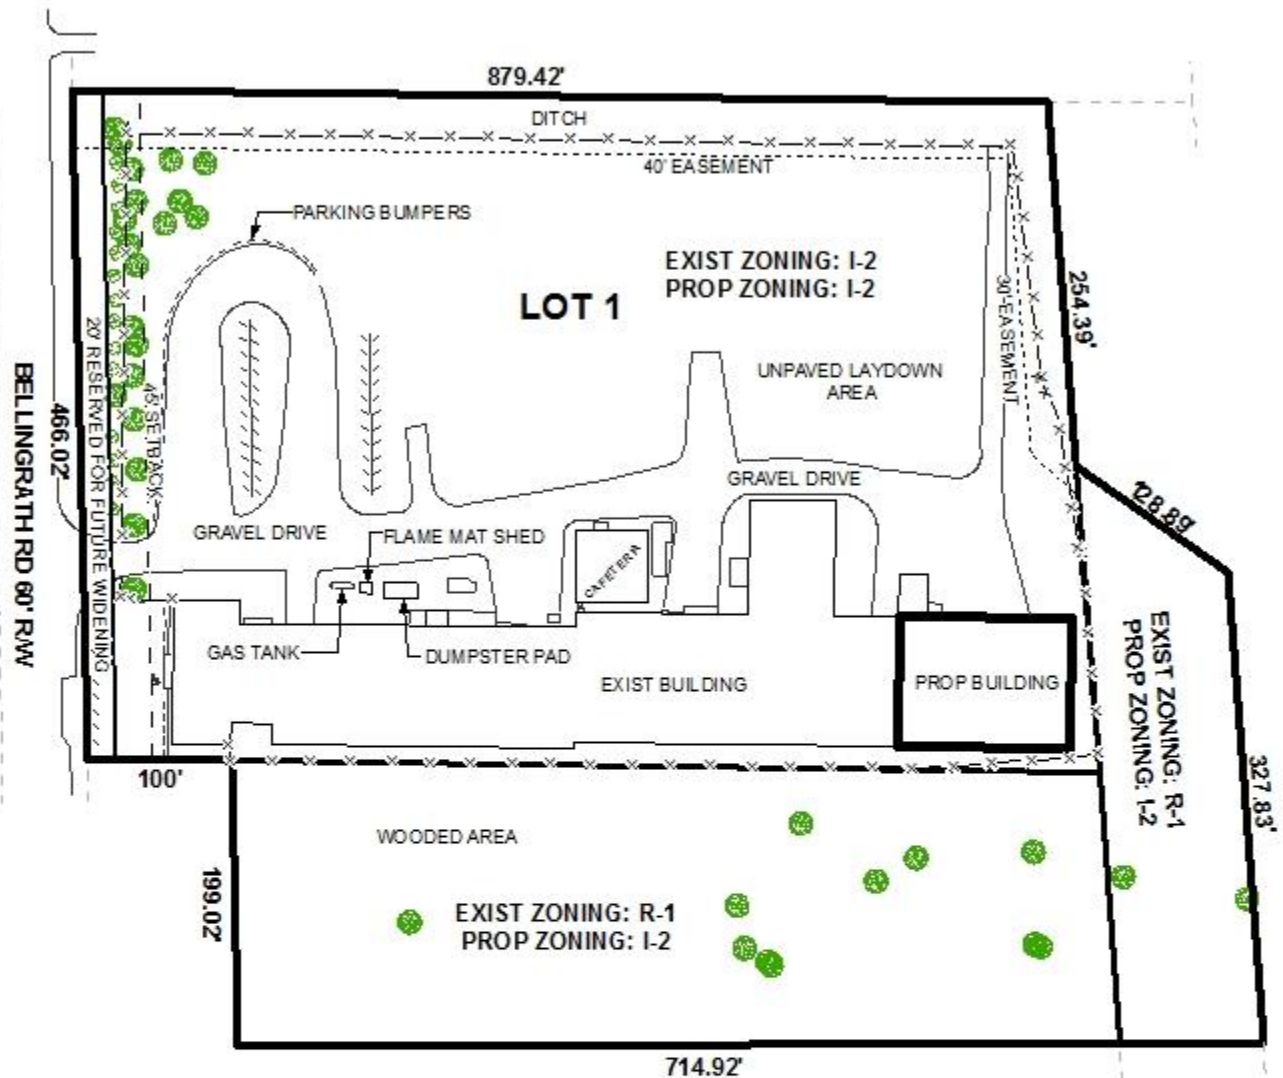 879.42'
DITCH
40' EASEMENT
PARKING BUMPERS
EXIST ZONING: I-2
PROP ZONING: I-2
LOT 1
254.39'
30' EASEMENT
UNPAVED LAYDOWN
AREA
BELLINGRATH RD 60' R/W
466.02'
20' RESERVED FOR FUTURE WIDENING
45' SETBACK
GRAVEL DRIVE
128.89'
GRAVEL DRIVE
FLAME MAT SHED
CAFETERIA
GAS TANK
DUMPSTER PAD
EXIST BUILDING
PROP BUILDING
EXIST ZONING: R-1
PROP ZONING: I-2
327.83'
100'
WOODED AREA
199.02'
EXIST ZONING: R-1
PROP ZONING: I-2
714.92'